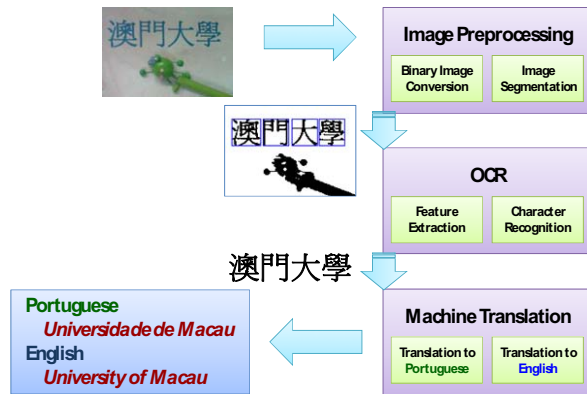 澳門大學
Image Preprocessing
Binary Image Conversion
Image Segmentation
澳門大學
OCR
Feature Extraction
Character Recognition
澳門大學
Machine Translation
Translation to Portuguese
Translation to English
Portuguese
Universidade de Macau
English
University of Macau